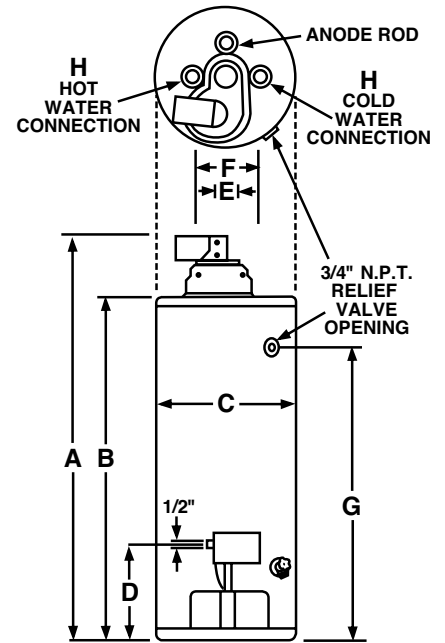 ANODE ROD
H
HOT
WATER
CONNECTION
H
COLD
WATER
CONNECTION
F
E
3/4" N.P.T.
RELIEF
VALVE
OPENING
C
A
B
G
1/2"
D